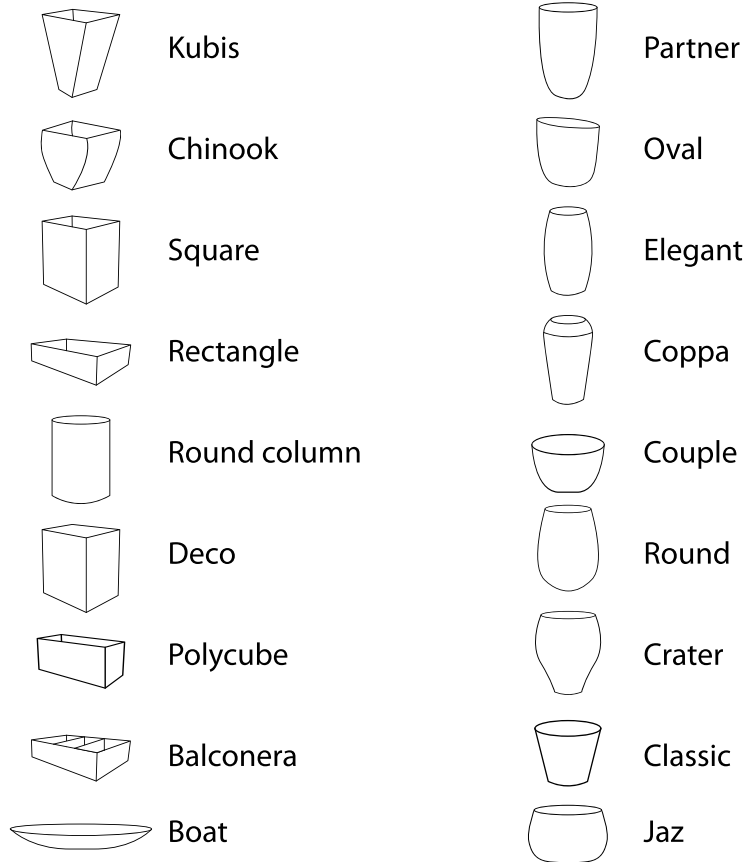 Kubis
Chinook
Square
Rectangle
Round column
Deco
Polycube
Balconera
Boat
Partner
Oval
Elegant
Coppa
Couple
Round
Crater
Classic
Jaz